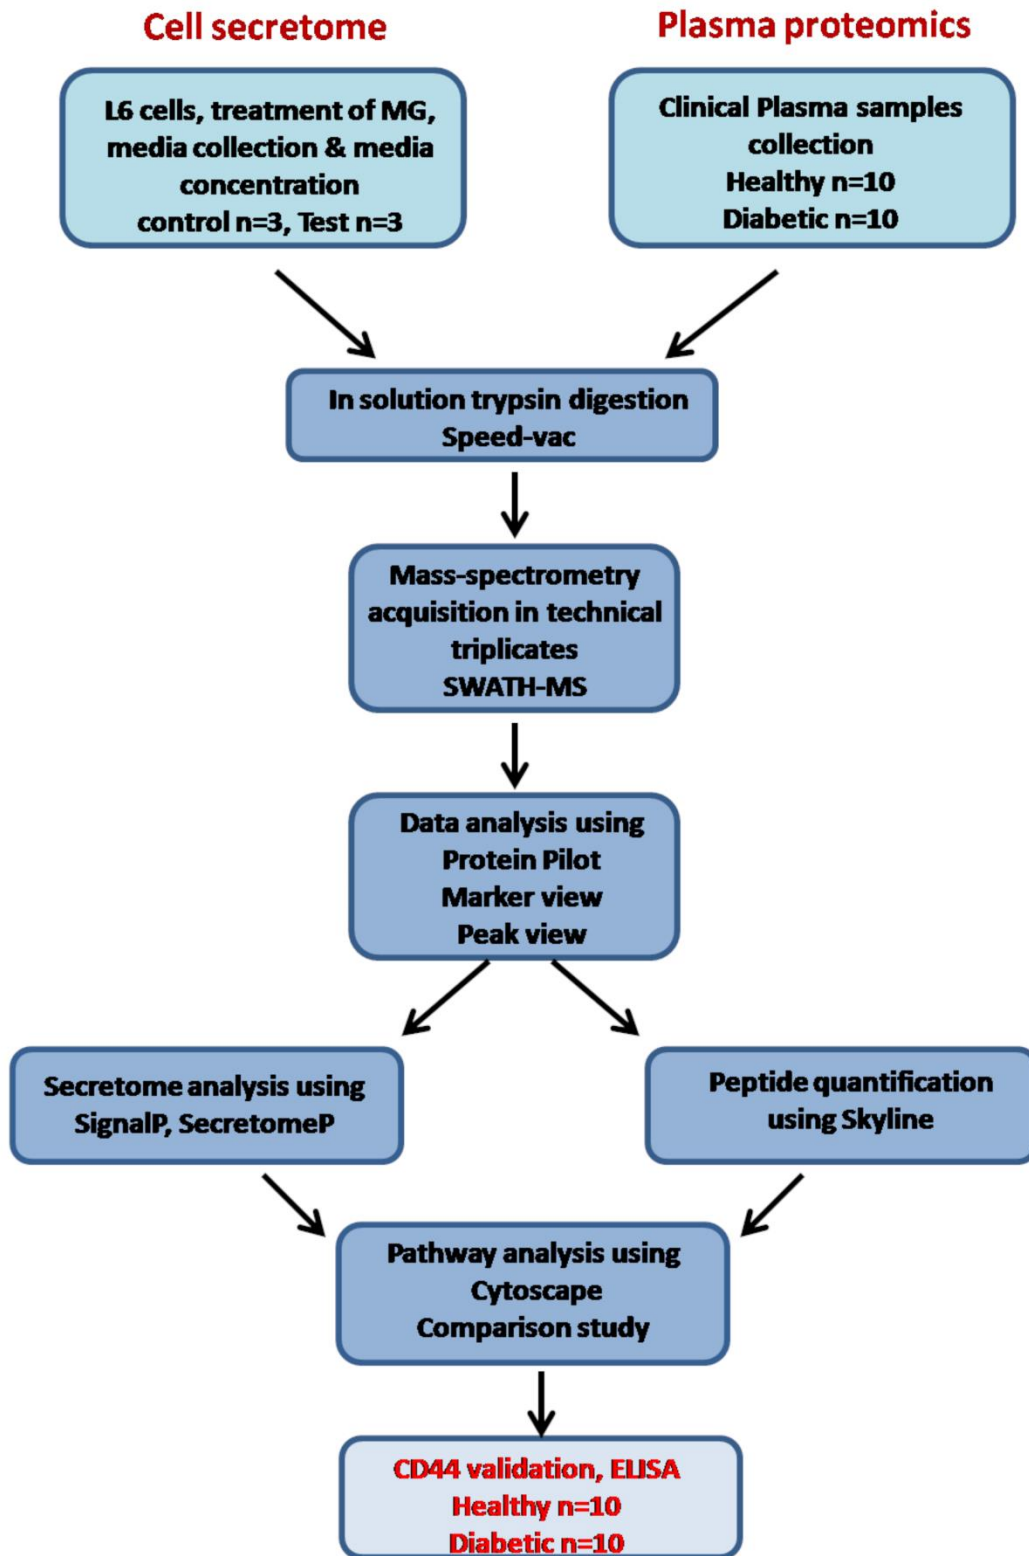 Cell secretome
Plasma proteomics
L6 cells, treatment of MG,
media collection & media
concentration
control n=3, Test n=3
Clinical Plasma samples
collection
Healthy n=10
Diabetic n=10
In solution trypsin digestion
Speed-vac
Mass-spectrometry
acquisition in technical
triplicates
SWATH-MS
Data analysis using
Protein Pilot
Marker view
Peak view
Secretome analysis using
SignalP, SecretomeP
Peptide quantification
using Skyline
Pathway analysis using
Cytoscape
Comparison study
CD44 validation, ELISA
Healthy n=10
Diabetic n=10